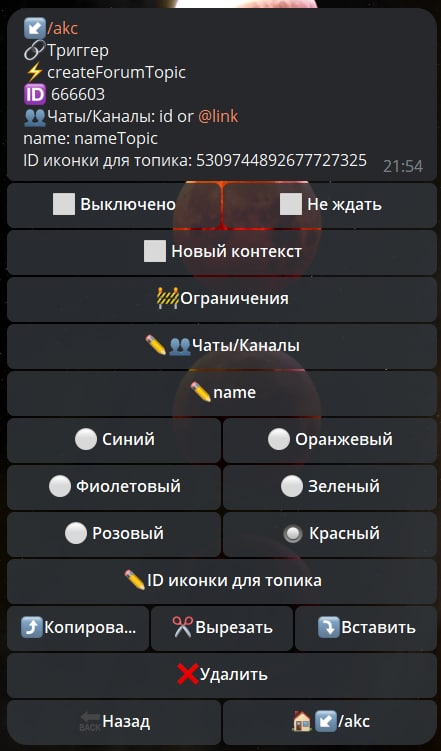 /akc
Триггер
createForumTopic
ID 666603
Чаты/Каналы: id or @link
name: nameTopic
ID иконки для топика: 5309744892677727325 21:54
Выключено Не ждать
Новый контекст
Ограничения
Чаты/Каналы
name
Синий Оранжевый
Фиолетовый Зеленый
Розовый Красный
ID иконки для топика
Копирова... Вырезать Вставить
Удалить
BACK Назад /akc